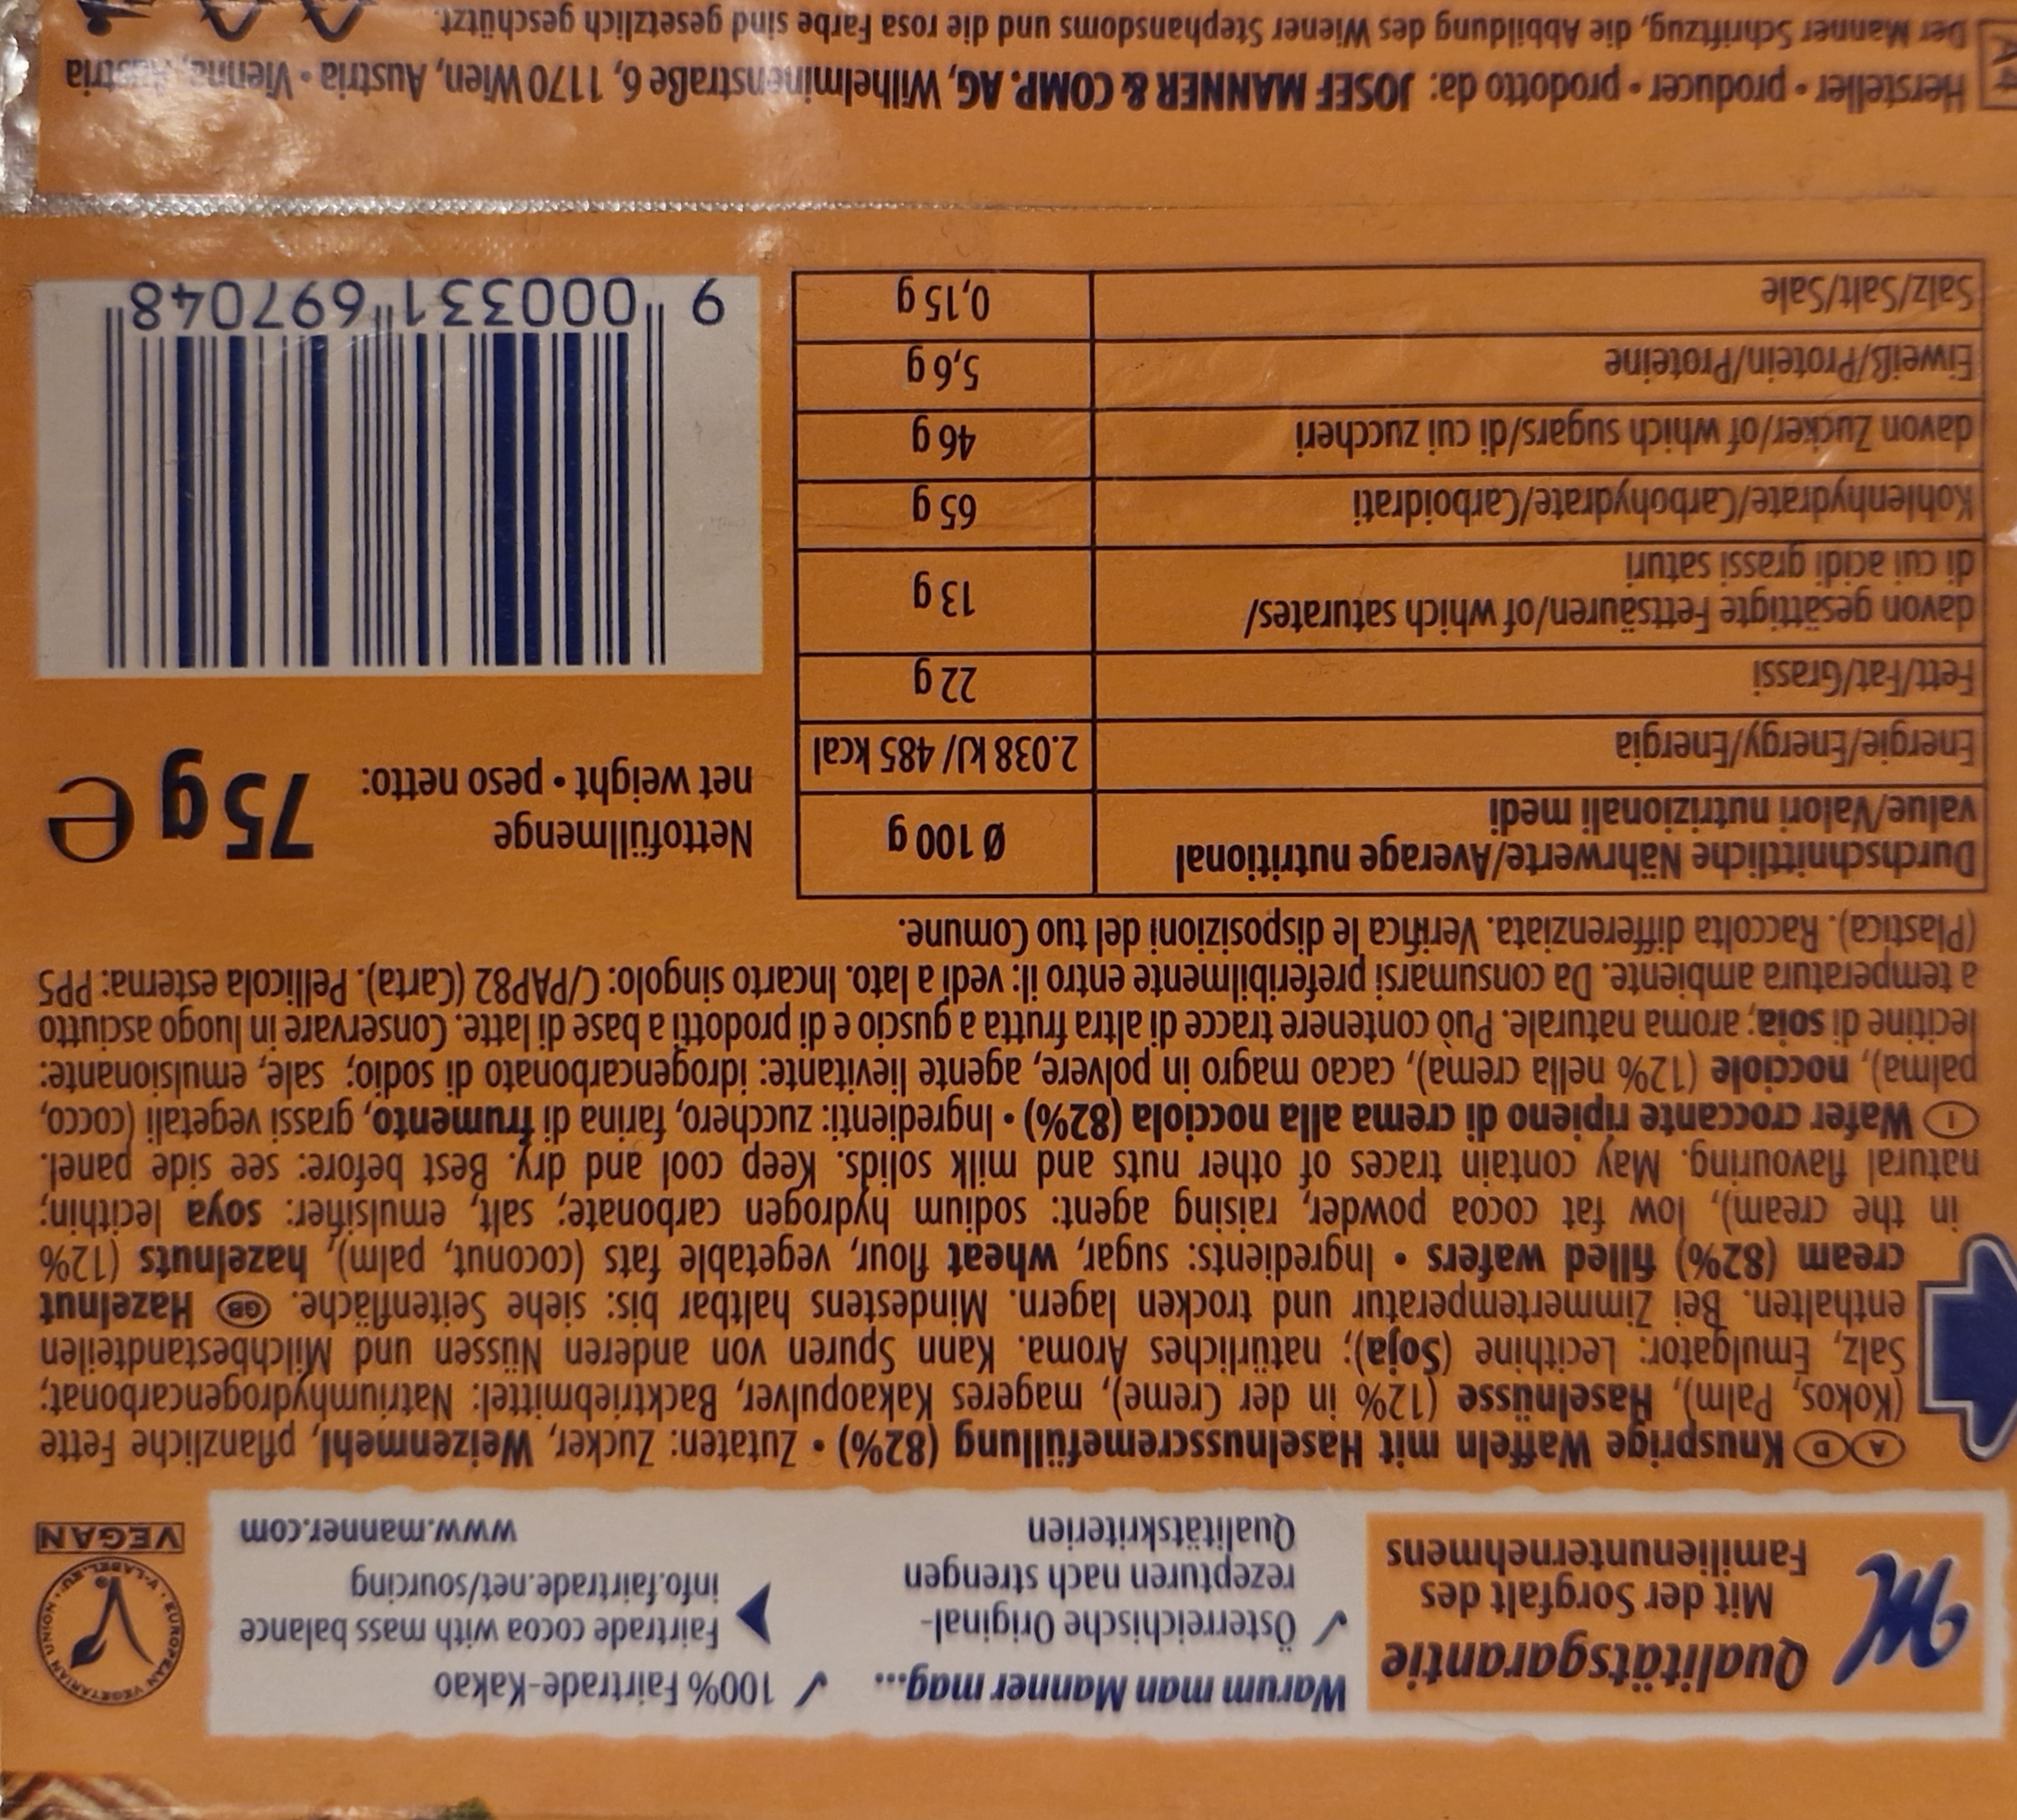 M
Qualitätsgarantie
Mit der Sorgfalt des
Familienunternehmens
Warum man Manner mag...
✓ Österreichische Original-
rezepturen nach strengen
Qualitätskriterien
✓ 100% Fairtrade-Kakao
Fairtrade cocoa with mass balance
info.fairtrade.net/sourcing
www.manner.com
EUROPEAN VEGETARIAN UNION
V-LABEL.EU
VEGAN
A D Knusprige Waffeln mit Haselnusscremefüllung (82%) • Zutaten: Zucker, Weizenmehl, pflanzliche Fette
(Kokos, Palm), Haselnüsse (12% in der Creme), mageres Kakaopulver, Backtriebmittel: Natriumhydrogencarbonat;
Salz, Emulgator: Lecithine (Soja); natürliches Aroma. Kann Spuren von anderen Nüssen und Milchbestandteilen
enthalten. Bei Zimmertemperatur und trocken lagern. Mindestens haltbar bis: siehe Seitenfläche. GB Hazelnut
cream (82%) filled wafers • Ingredients: sugar, wheat flour, vegetable fats (coconut, palm), hazelnuts (12%
in the cream), low fat cocoa powder, raising agent: sodium hydrogen carbonate; salt, emulsifier: soya lecithin;
natural flavouring. May contain traces of other nuts and milk solids. Keep cool and dry. Best before: see side panel.
I Wafer croccante ripieno di crema alla nocciola (82%) • Ingredienti: zucchero, farina di frumento, grassi vegetali (cocco,
palma), nocciole (12% nella crema), cacao magro in polvere, agente lievitante: idrogencarbonato di sodio; sale, emulsionante:
lecitine di soia; aroma naturale. Può contenere tracce di altra frutta a guscio e di prodotti a base di latte. Conservare in luogo asciutto
a temperatura ambiente. Da consumarsi preferibilmente entro il: vedi a lato. Incarto singolo: C/PAP82 (Carta). Pellicola esterna: PP5
(Plastica). Raccolta differenziata. Verifica le disposizioni del tuo Comune.
Durchschnittliche Nährwerte/Average nutritional
value/Valori nutrizionali medi
Ø 100 g
Energie/Energy/Energia 2.038 kJ/ 485 kcal
Fett/Fat/Grassi 22 g
davon gesättigte Fettsäuren/of which saturates/
di cui acidi grassi saturi
13 g
Kohlenhydrate/Carbohydrate/Carboidrati 65 g
davon Zucker/of which sugars/di cui zuccheri 46 g
Eiweiß/Protein/Proteine 5,6 g
Salz/Salt/Sale 0,15 g
Nettofüllmenge
net weight • peso netto: 75 g e
9 000331 697048
Hersteller • producer • prodotto da: JOSEF MANNER & COMP. AG, Wilhelminenstraße 6, 1170 Wien, Austria • Vienna, Austria
Der Manner Schriftzug, die Abbildung des Wiener Stephansdoms und die rosa Farbe sind gesetzlich geschützt.